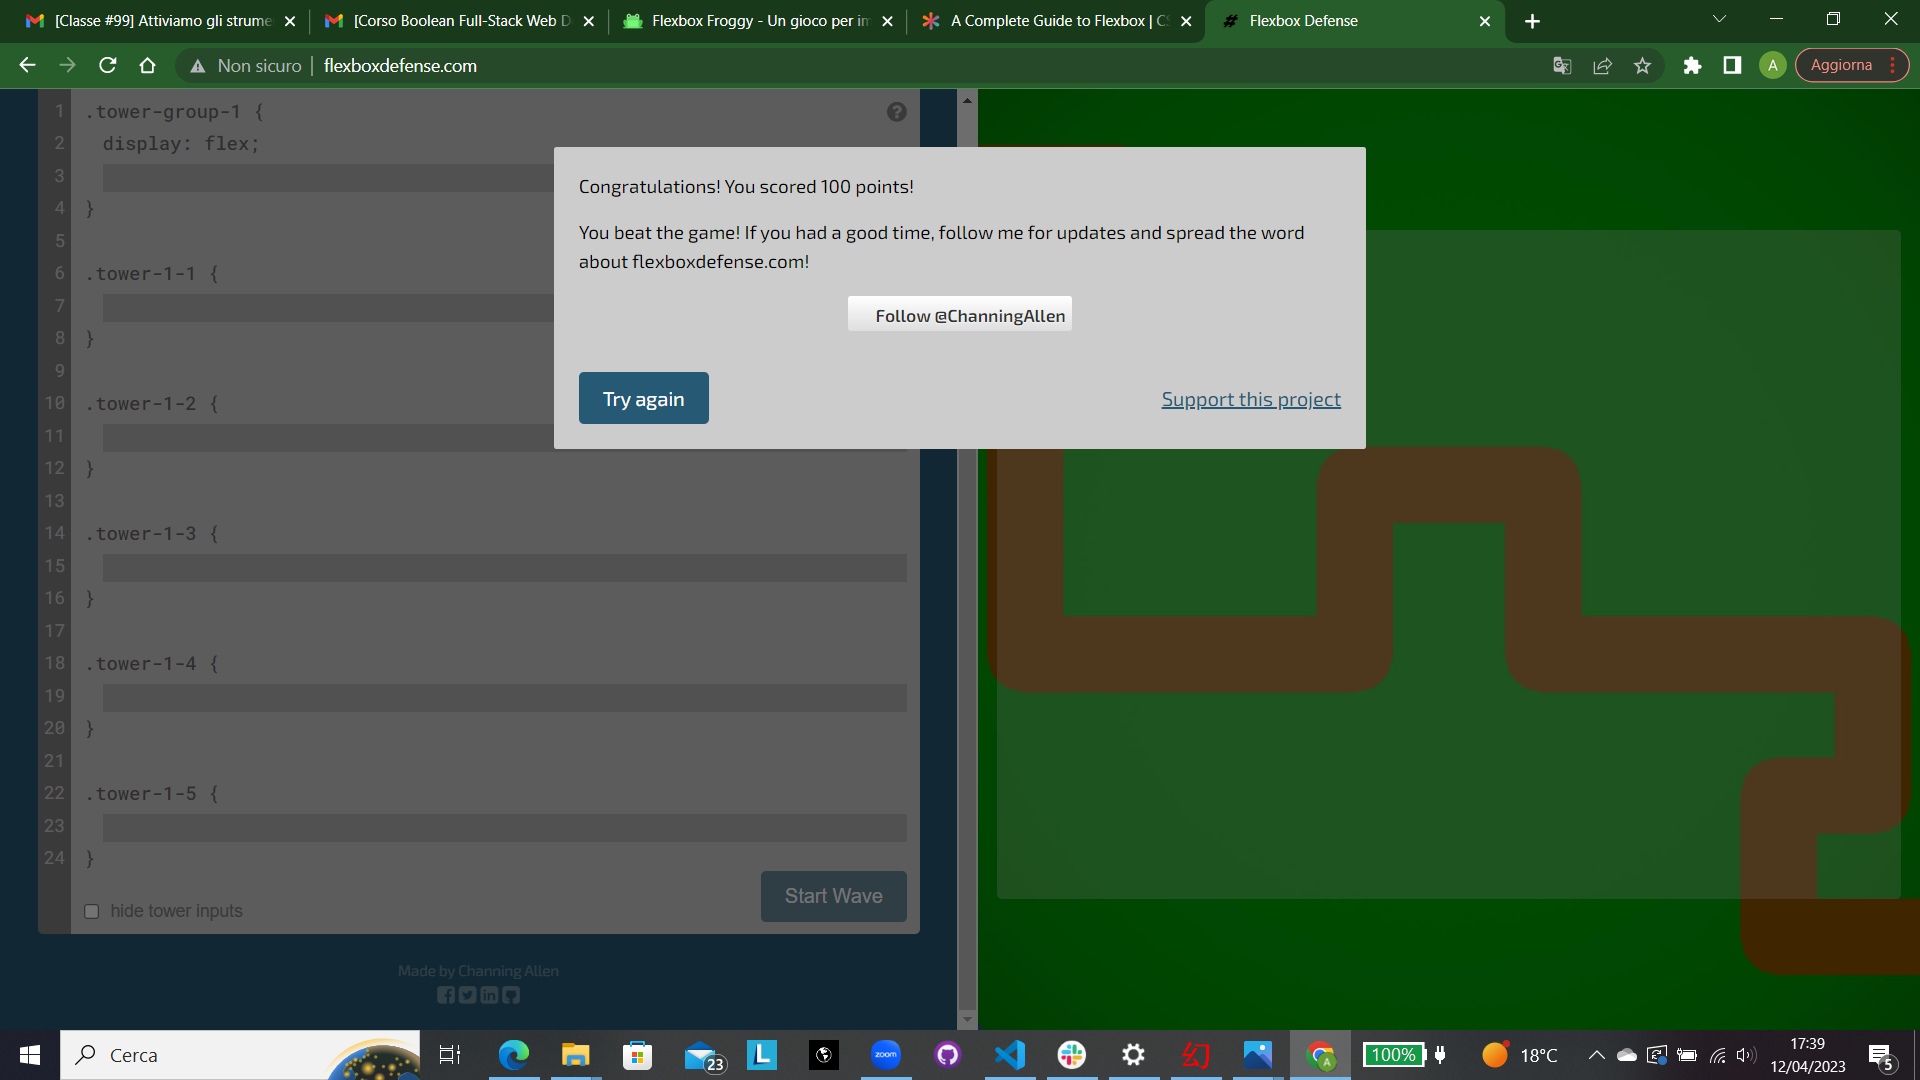 [Classe #99] Attiviamo gli strume
[Corso Boolean Full-Stack Web D
Flexbox Froggy - Un gioco per im
A Complete Guide to Flexbox | CS
Flexbox Defense
Non sicuro
flexboxdefense.com
A
Aggiorna
1 .tower-group-1 {
2 display: flex;
3
4 }
5
6 .tower-1-1 {
7
8 }
9
10 .tower-1-2 {
11
12 }
13
14 .tower-1-3 {
15
16 }
17
18 .tower-1-4 {
19
20 }
21
22 .tower-1-5 {
23
24 }
hide tower inputs
Start Wave
Made by Channing Allen
Congratulations! You scored 100 points!
You beat the game! If you had a good time, follow me for updates and spread the word
about flexboxdefense.com!
Follow @ChanningAllen
Try again
Support this project
Cerca
23
L
zoom
幻
A
100%
18°C
17:39
12/04/2023
5